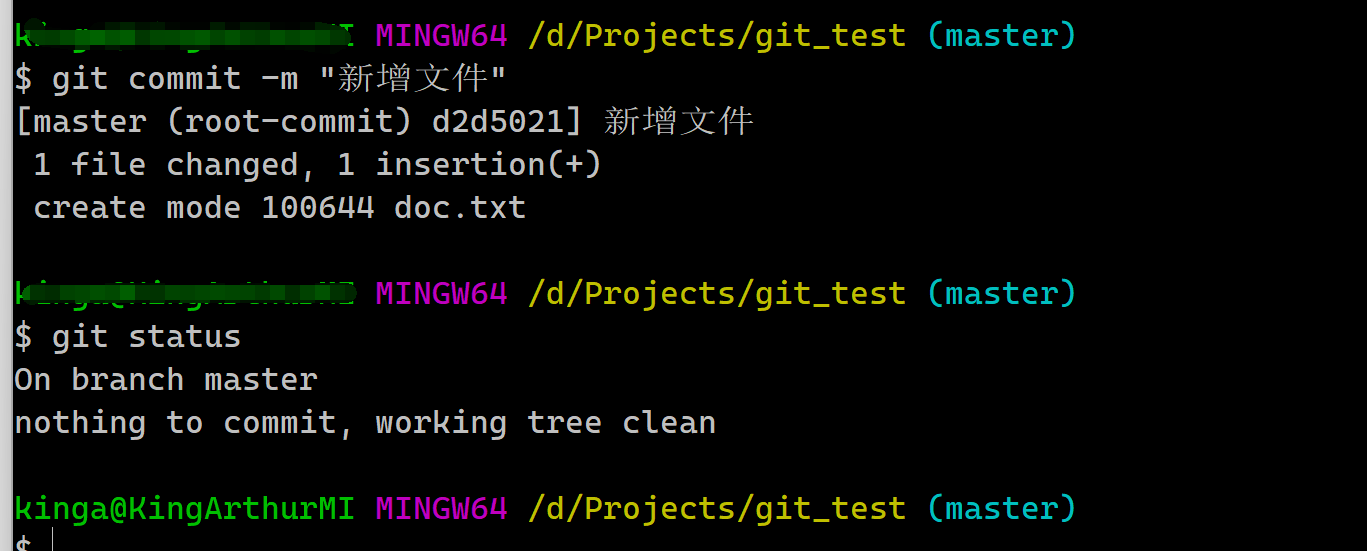 MINGW64 /d/Projects/git_test (master)
$ git commit -m "新增文件"
[master (root-commit) d2d5021] 新增文件
1 file changed, 1 insertion(+)
create mode 100644 doc.txt
MINGW64 /d/Projects/git_test (master)
$ git status
On branch master
nothing to commit, working tree clean
kinga@KingArthurMI MINGW64 /d/Projects/git_test (master)
$